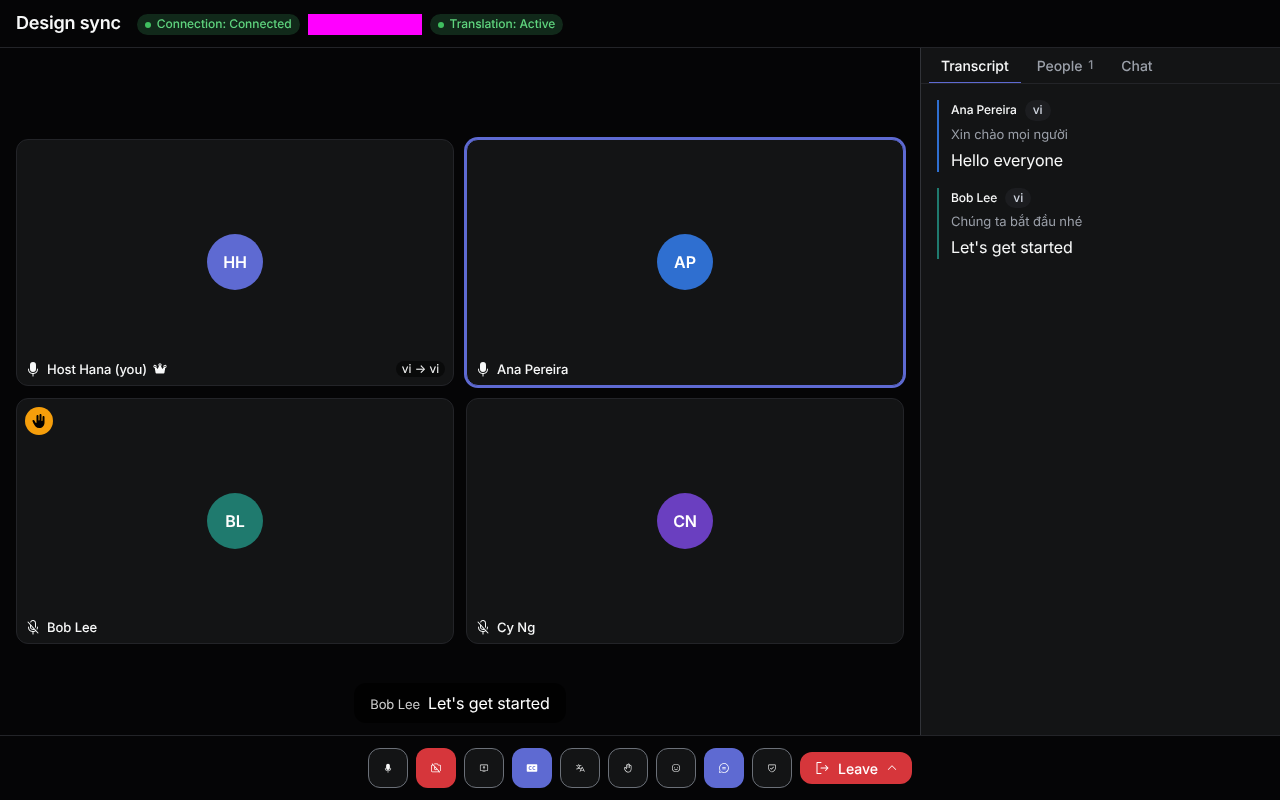 Design sync
Connection: Connected
Translation: Active
Transcript
People 1
Chat
Ana Pereira vi
Xin chào mọi người
Hello everyone
Bob Lee vi
Chúng ta bắt đầu nhé
Let's get started
HH
Host Hana (you)
vi → vi
AP
Ana Pereira
BL
Bob Lee
CN
Cy Ng
Bob Lee Let's get started
CC
Leave